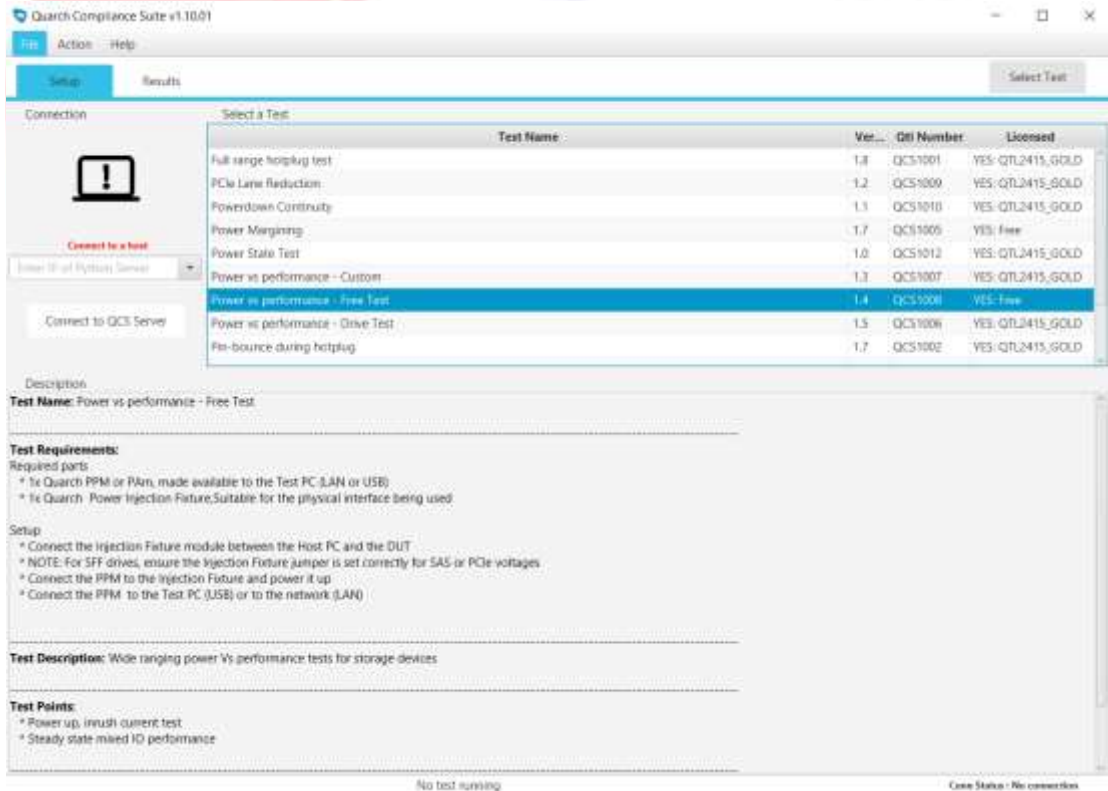 Quarch Compliance Suite v1.10.01
File Action Help
Setup Results Select Test
Connection Select a Test
Test Name Ver... Qtl Number Licensed
Full range hotplug test 1.8 QCS1001 YES: QTL2415_GOLD
PCIe Lane Reduction 1.2 QCS1009 YES: QTL2415_GOLD
Powerdown Continuity 1.1 QCS1010 YES: QTL2415_GOLD
Power Margining 1.7 QCS1005 YES: Free
Power State Test 1.0 QCS1012 YES: QTL2415_GOLD
Power vs performance - Custom 1.3 QCS1007 YES: QTL2415_GOLD
Power vs performance - Free Test 1.4 QCS1008 YES: Free
Power vs performance - Drive Test 1.5 QCS1006 YES: QTL2415_GOLD
Pin-bounce during hotplug 1.7 QCS1002 YES: QTL2415_GOLD
Connect to a host
Enter IP of Python Server
Connect to QCS Server
Description
Test Name: Power vs performance - Free Test
Test Requirements:
Required parts
* 1x Quarch PPM or PAm, made available to the Test PC (LAN or USB)
* 1x Quarch Power Injection Fixture,Suitable for the physical interface being used
Setup
* Connect the Injection Fixture module between the Host PC and the DUT
* NOTE: For SFF drives, ensure the Injection Fixture jumper is set correctly for SAS or PCIe voltages
* Connect the PPM to the Injection Fixture and power it up
* Connect the PPM to the Test PC (USB) or to the network (LAN)
Test Description: Wide ranging power Vs performance tests for storage devices
Test Points:
* Power up, inrush current test
* Steady state mixed IO performance
No test running Conn Status : No connection